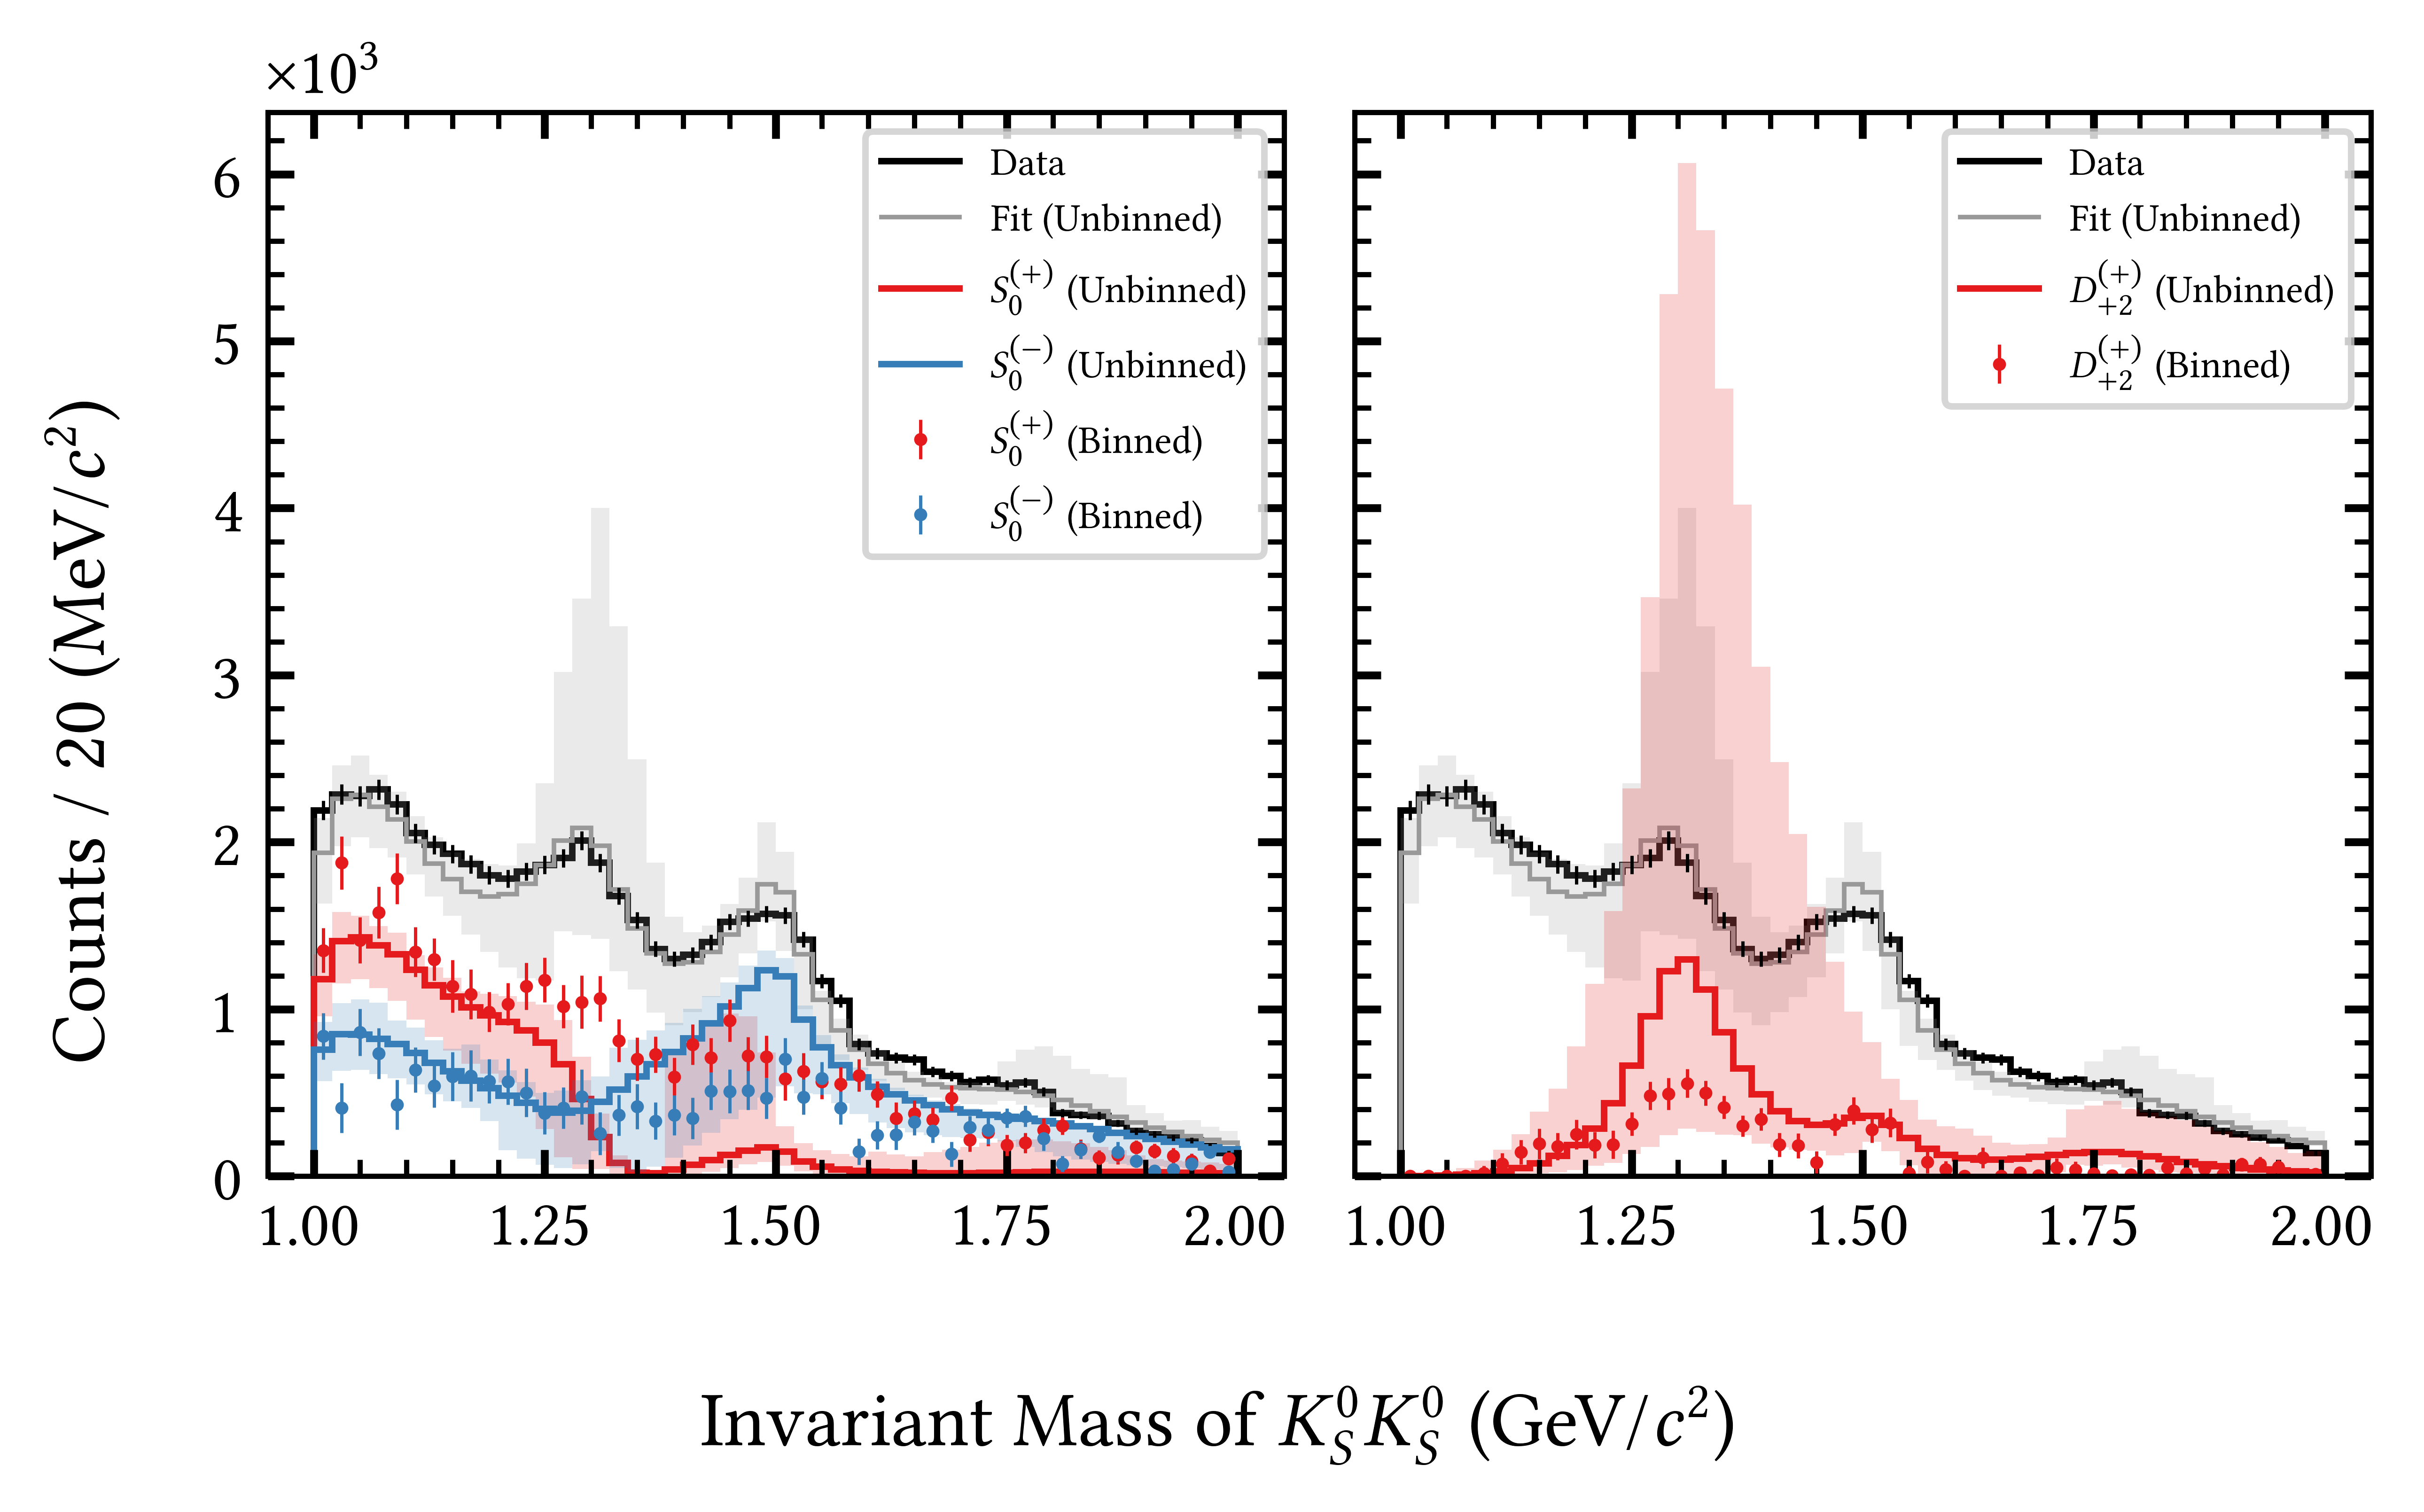 ×10³
Counts / 20 (MeV/c²)
6
5
4
3
2
1
0
Data
Fit (Unbinned)
S₀⁽⁺⁾ (Unbinned)
S₀⁽⁻⁾ (Unbinned)
S₀⁽⁺⁾ (Binned)
S₀⁽⁻⁾ (Binned)
1.00 1.25 1.50 1.75 2.00
Data
Fit (Unbinned)
D₊₂⁽⁺⁾ (Unbinned)
D₊₂⁽⁺⁾ (Binned)
1.00 1.25 1.50 1.75 2.00
Invariant Mass of K_S⁰K_S⁰ (GeV/c²)